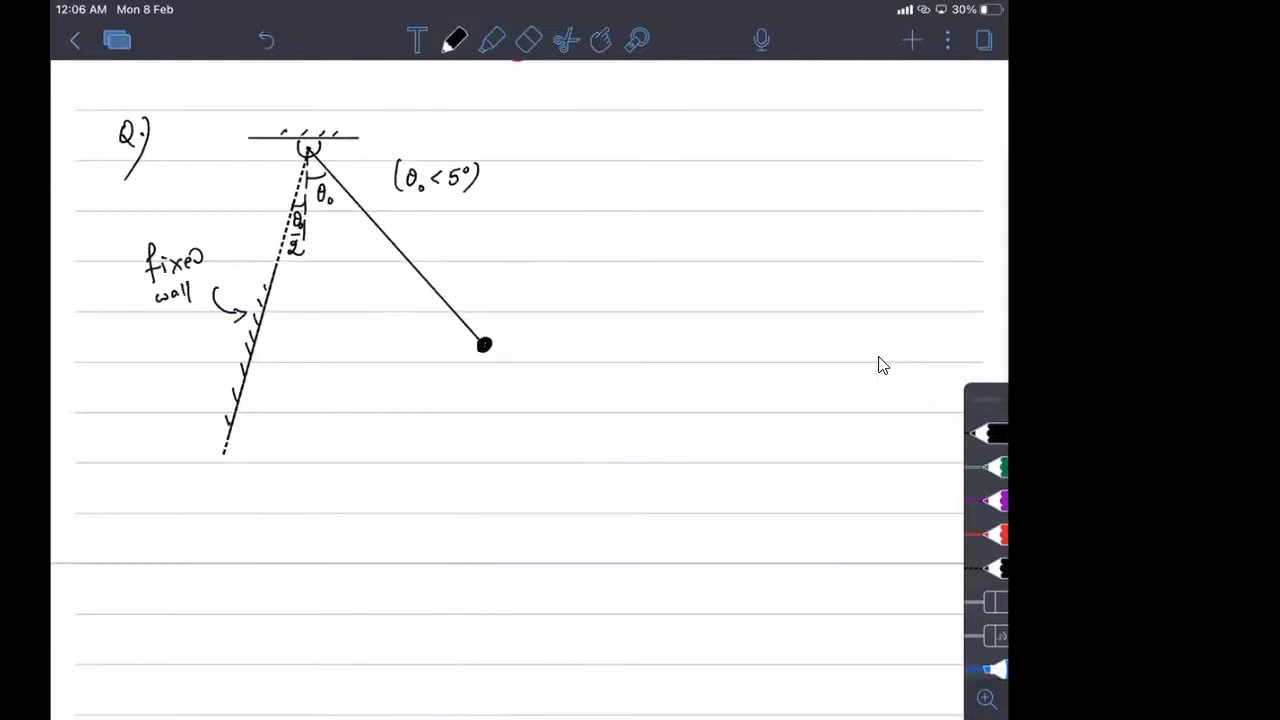 12:06 AM Mon 8 Feb 30%
T
Q:)
(θ₀ < 5°)
θ₀
θ₀/2
fixed
wall